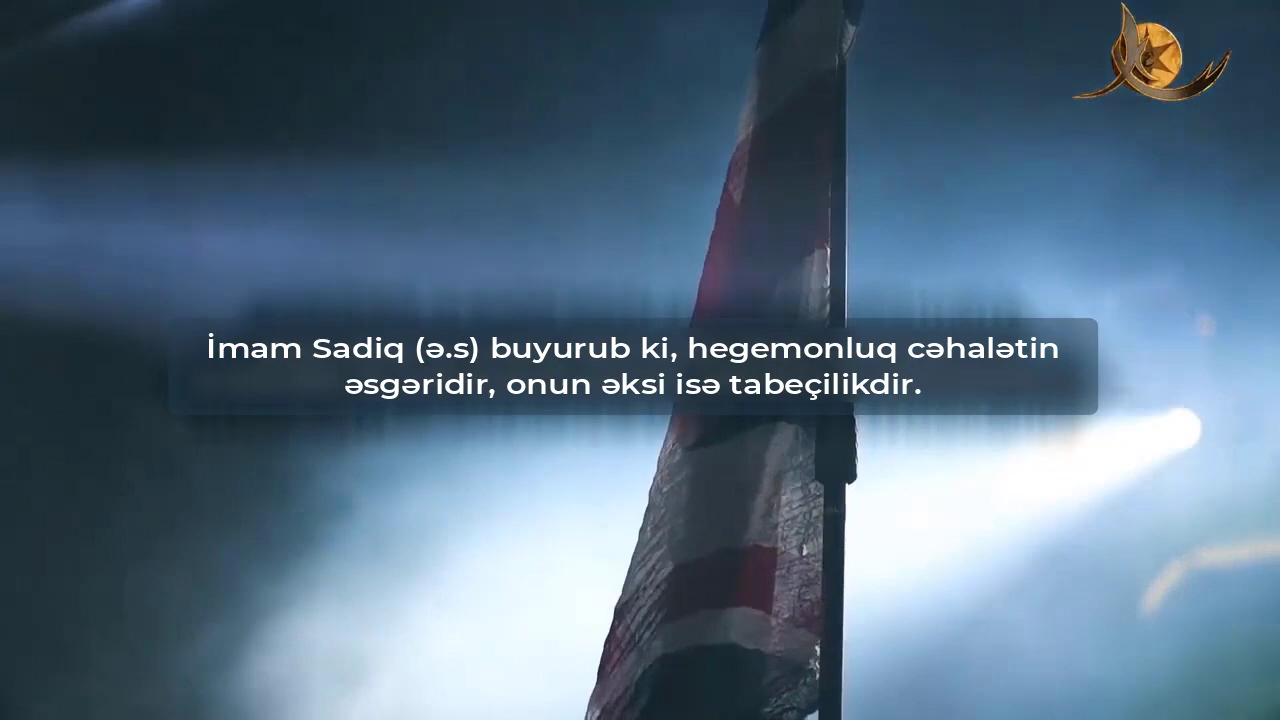 İmam Sadiq (ə.s) buyurub ki, hegemonluq cəhalətin
əsgəridir, onun əksi isə tabeçilikdir.